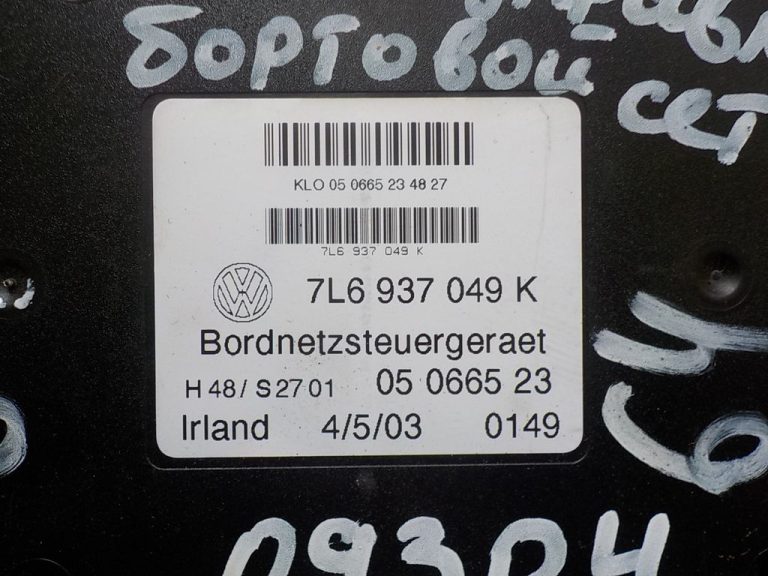 бортовой
сет
KLO 05 0665 23 48 27
7L6 937 049 K
7L6 937 049 K
Bordnetzsteuergeraet
H 48 / S 27 01 05 0665 23
Irland 4/5/03 0149
64